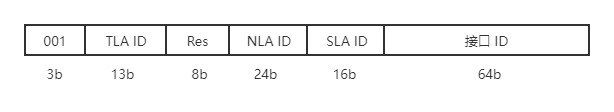 001 TLA ID Res NLA ID SLA ID 接口 ID
3b 13b 8b 24b 16b 64b